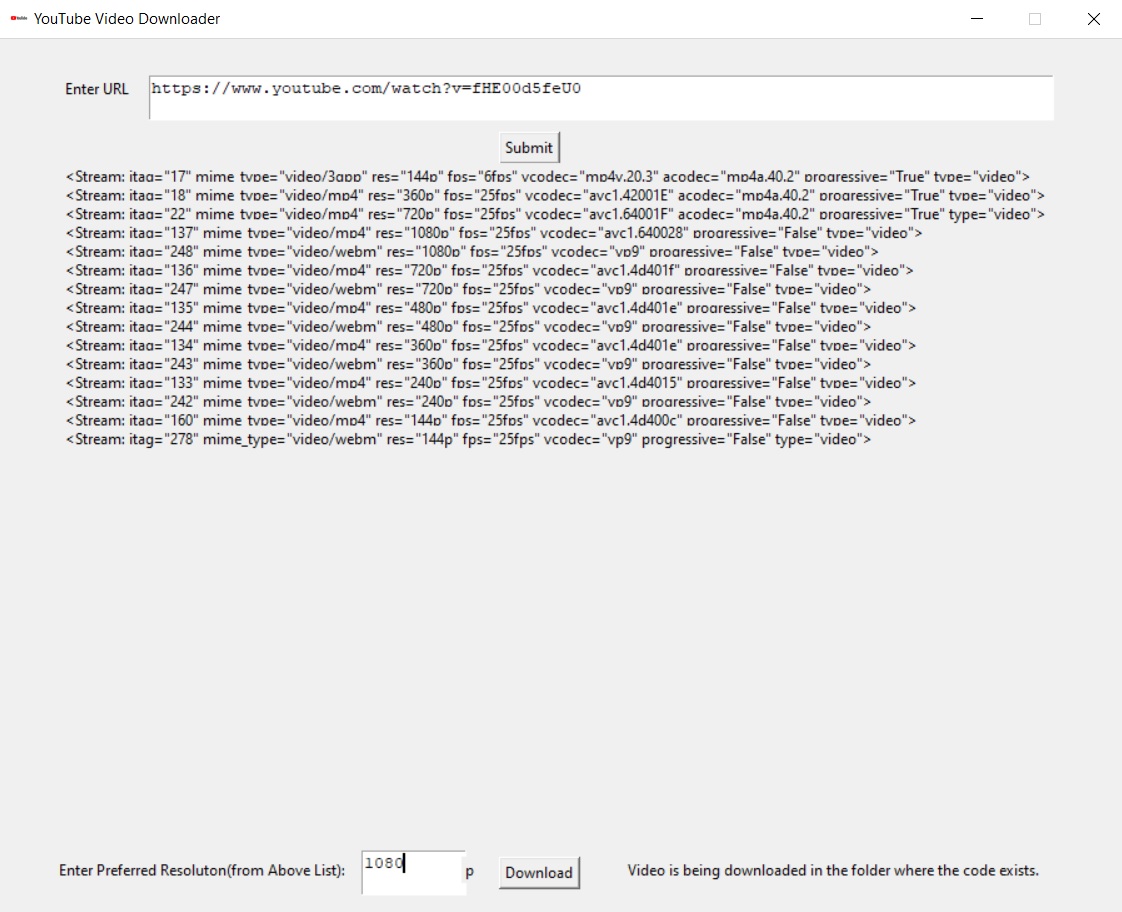 YouTube Video Downloader
Enter URL
https://www.youtube.com/watch?v=fHE00d5feU0
Submit
<Stream: itag="17" mime_type="video/3gpp" res="144p" fps="6fps" vcodec="mp4v.20.3" acodec="mp4a.40.2" progressive="True" type="video">
<Stream: itag="18" mime_type="video/mp4" res="360p" fps="25fps" vcodec="avc1.42001E" acodec="mp4a.40.2" progressive="True" type="video">
<Stream: itag="22" mime_type="video/mp4" res="720p" fps="25fps" vcodec="avc1.64001F" acodec="mp4a.40.2" progressive="True" type="video">
<Stream: itag="137" mime_type="video/mp4" res="1080p" fps="25fps" vcodec="avc1.640028" progressive="False" type="video">
<Stream: itag="248" mime_type="video/webm" res="1080p" fps="25fps" vcodec="vp9" progressive="False" type="video">
<Stream: itag="136" mime_type="video/mp4" res="720p" fps="25fps" vcodec="avc1.4d401f" progressive="False" type="video">
<Stream: itag="247" mime_type="video/webm" res="720p" fps="25fps" vcodec="vp9" progressive="False" type="video">
<Stream: itag="135" mime_type="video/mp4" res="480p" fps="25fps" vcodec="avc1.4d401e" progressive="False" type="video">
<Stream: itag="244" mime_type="video/webm" res="480p" fps="25fps" vcodec="vp9" progressive="False" type="video">
<Stream: itag="134" mime_type="video/mp4" res="360p" fps="25fps" vcodec="avc1.4d401e" progressive="False" type="video">
<Stream: itag="243" mime_type="video/webm" res="360p" fps="25fps" vcodec="vp9" progressive="False" type="video">
<Stream: itag="133" mime_type="video/mp4" res="240p" fps="25fps" vcodec="avc1.4d4015" progressive="False" type="video">
<Stream: itag="242" mime_type="video/webm" res="240p" fps="25fps" vcodec="vp9" progressive="False" type="video">
<Stream: itag="160" mime_type="video/mp4" res="144p" fps="25fps" vcodec="avc1.4d400c" progressive="False" type="video">
<Stream: itag="278" mime_type="video/webm" res="144p" fps="25fps" vcodec="vp9" progressive="False" type="video">
Enter Preferred Resoluton(from Above List):
1080
p
Download
Video is being downloaded in the folder where the code exists.